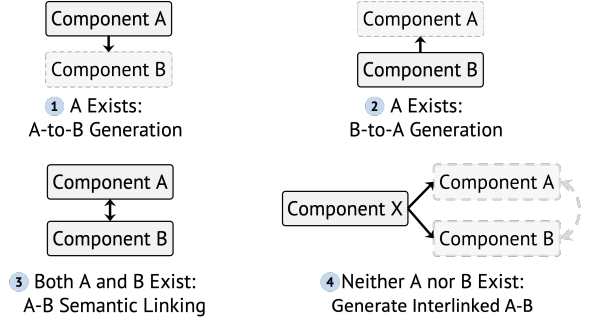 Component A
Component B
1 A Exists:
A-to-B Generation
Component A
Component B
2 A Exists:
B-to-A Generation
Component A
Component B
3 Both A and B Exist:
A-B Semantic Linking
Component X
Component A
Component B
4 Neither A nor B Exist:
Generate Interlinked A-B